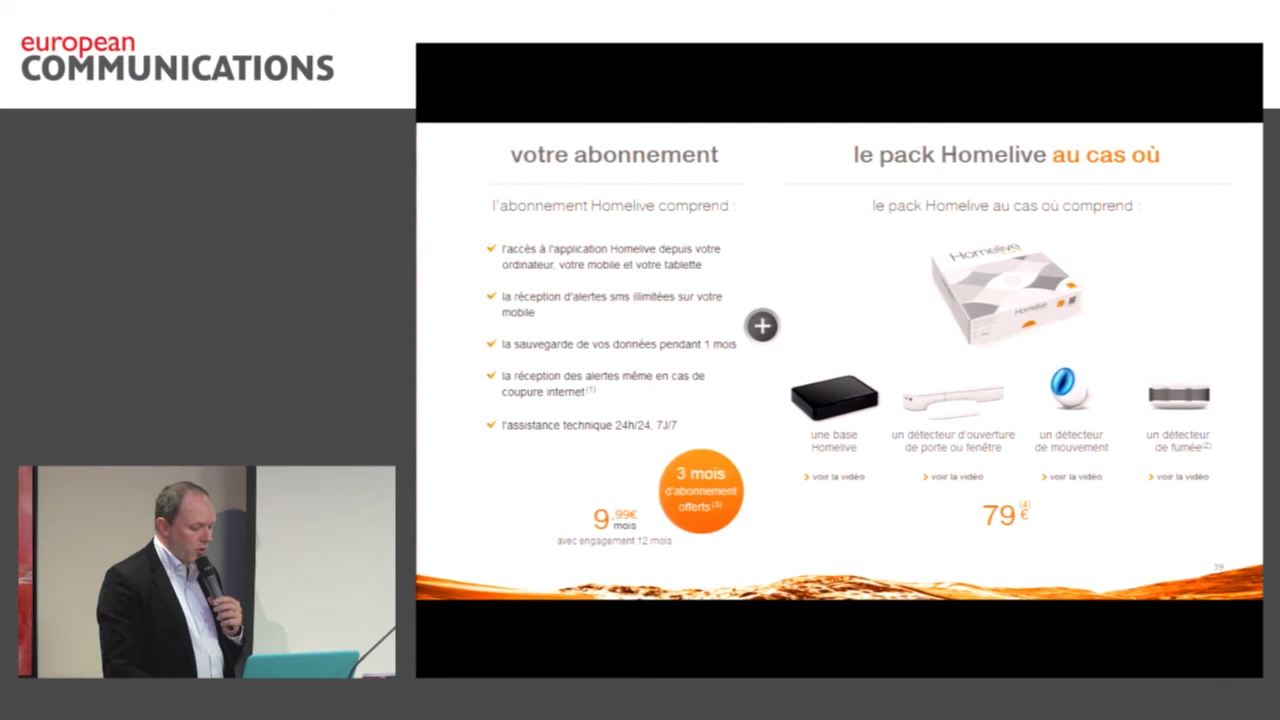 european
COMMUNICATIONS
votre abonnement
l'abonnement Homelive comprend :
l'accès à l'application Homelive depuis votre
ordinateur, votre mobile et votre tablette
la réception d'alertes sms illimitées sur votre
mobile
la sauvegarde de vos données pendant 1 mois
la réception des alertes même en cas de
coupure internet (1)
l'assistance technique 24h/24, 7J/7
3 mois
d'abonnement
offerts (3)
9,99€
mois
avec engagement 12 mois
+
le pack Homelive au cas où
le pack Homelive au cas où comprend :
Homelive
Homelive
une base
Homelive
> voir la vidéo
un détecteur d'ouverture
de porte ou fenêtre
> voir la vidéo
un détecteur
de mouvement
> voir la vidéo
un détecteur
de fumée(2)
> voir la vidéo
79€ (4)
39